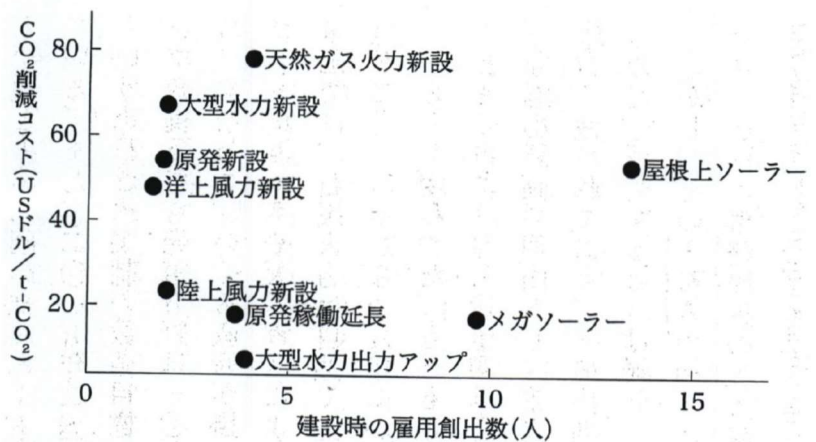 CO₂削減コスト(USドル/t-CO₂)
80
60
40
20
天然ガス火力新設
大型水力新設
原発新設
洋上風力新設
屋根上ソーラー
陸上風力新設
原発稼働延長
メガソーラー
大型水力出力アップ
0 5 10 15
建設時の雇用創出数(人)